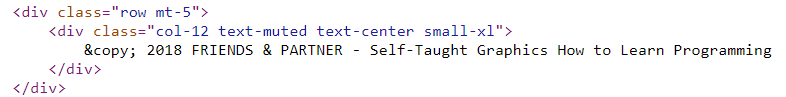 <div class="row mt-5">
    <div class="col-12 text-muted text-center small-xl">
        &copy; 2018 FRIENDS & PARTNER - Self-Taught Graphics How to Learn Programming
    </div>
</div>